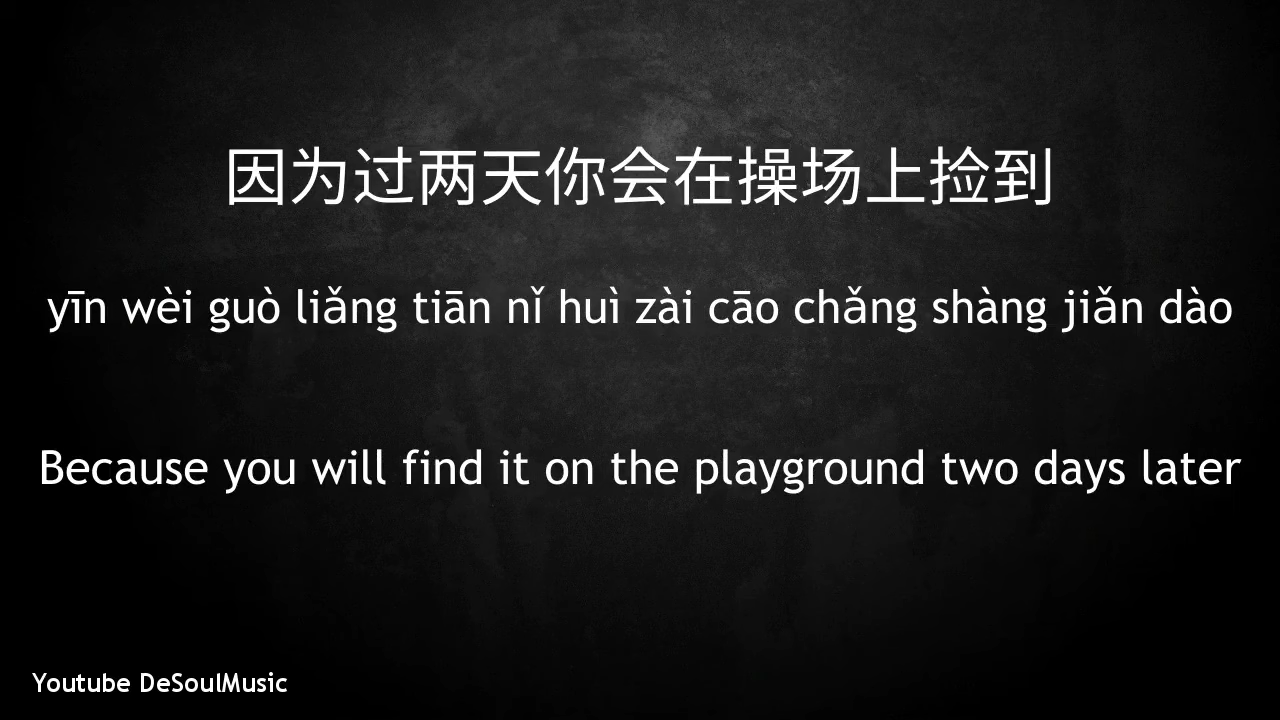 因为过两天你会在操场上捡到
yīn wèi guò liǎng tiān nǐ huì zài cāo chǎng shàng jiǎn dào
Because you will find it on the playground two days later
Youtube DeSoulMusic